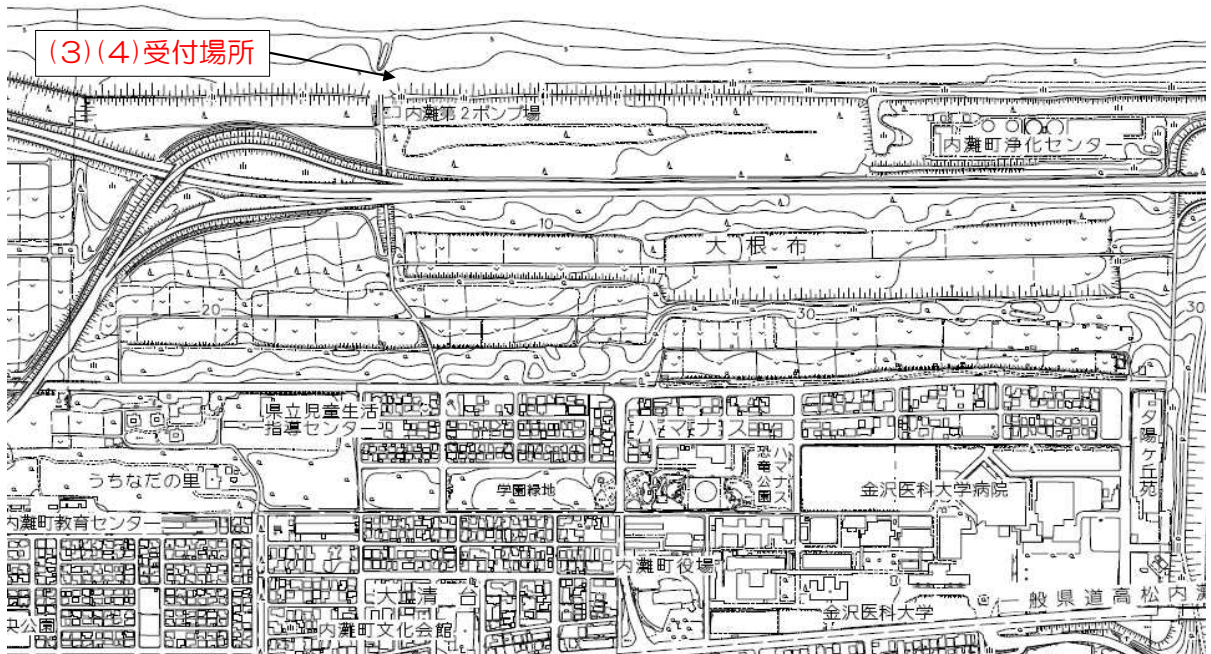 (3)(4)受付場所
内灘第2ポンプ場
内灘町浄化センター
10
大根布
20
30
30
県立児童生活
指導センター
ハマナス
ハマナス
恐竜公園
夕陽ケ丘苑
うちなだの里
学園緑地
金沢医科大学病院
内灘町教育センター
内灘町役場
大清台
金沢医科大学
一般県道高松内灘
央公園
内灘町文化会館